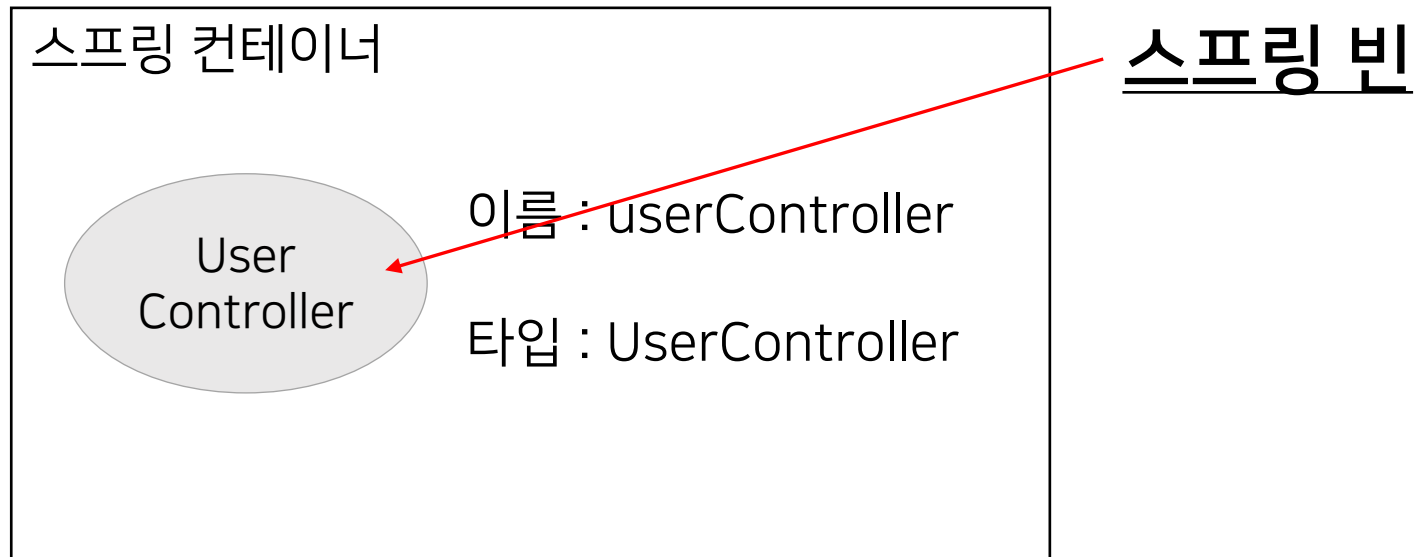 스프링 컨테이너
스프링 빈
User
Controller
이름 : userController
타입 : UserController